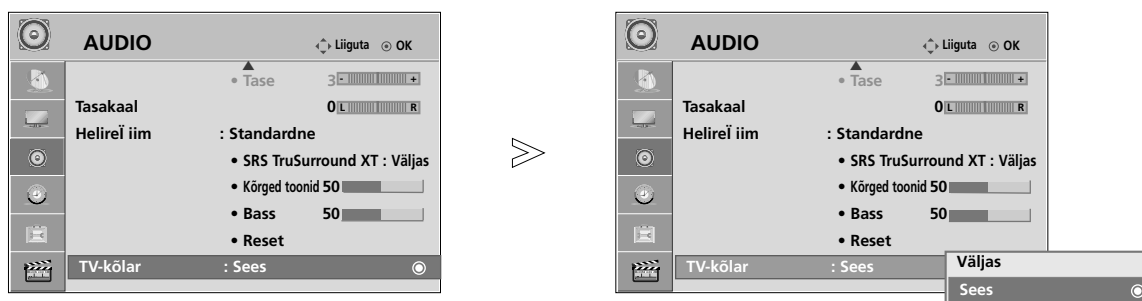 AUDIO Liiguta OK
• Tase 3 - +
Tasakaal 0 L R
HelireÏ iim : Standardne
• SRS TruSurround XT : Väljas
• Kõrged toonid 50
• Bass 50
• Reset
TV-kõlar : Sees
AUDIO Liiguta OK
• Tase 3 - +
Tasakaal 0 L R
HelireÏ iim : Standardne
• SRS TruSurround XT : Väljas
• Kõrged toonid 50
• Bass 50
• Reset
TV-kõlar : Sees
Väljas
Sees